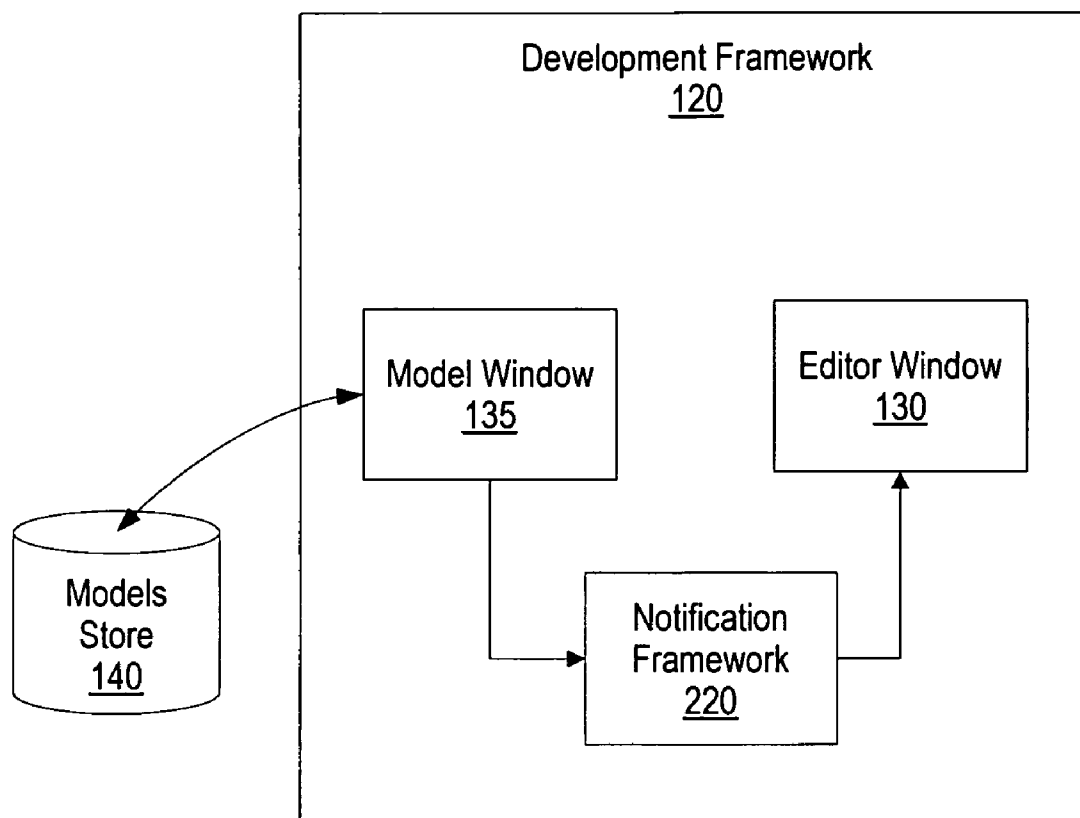 Development Framework
120
Model Window
135
Editor Window
130
Models
Store
140
Notification
Framework
220